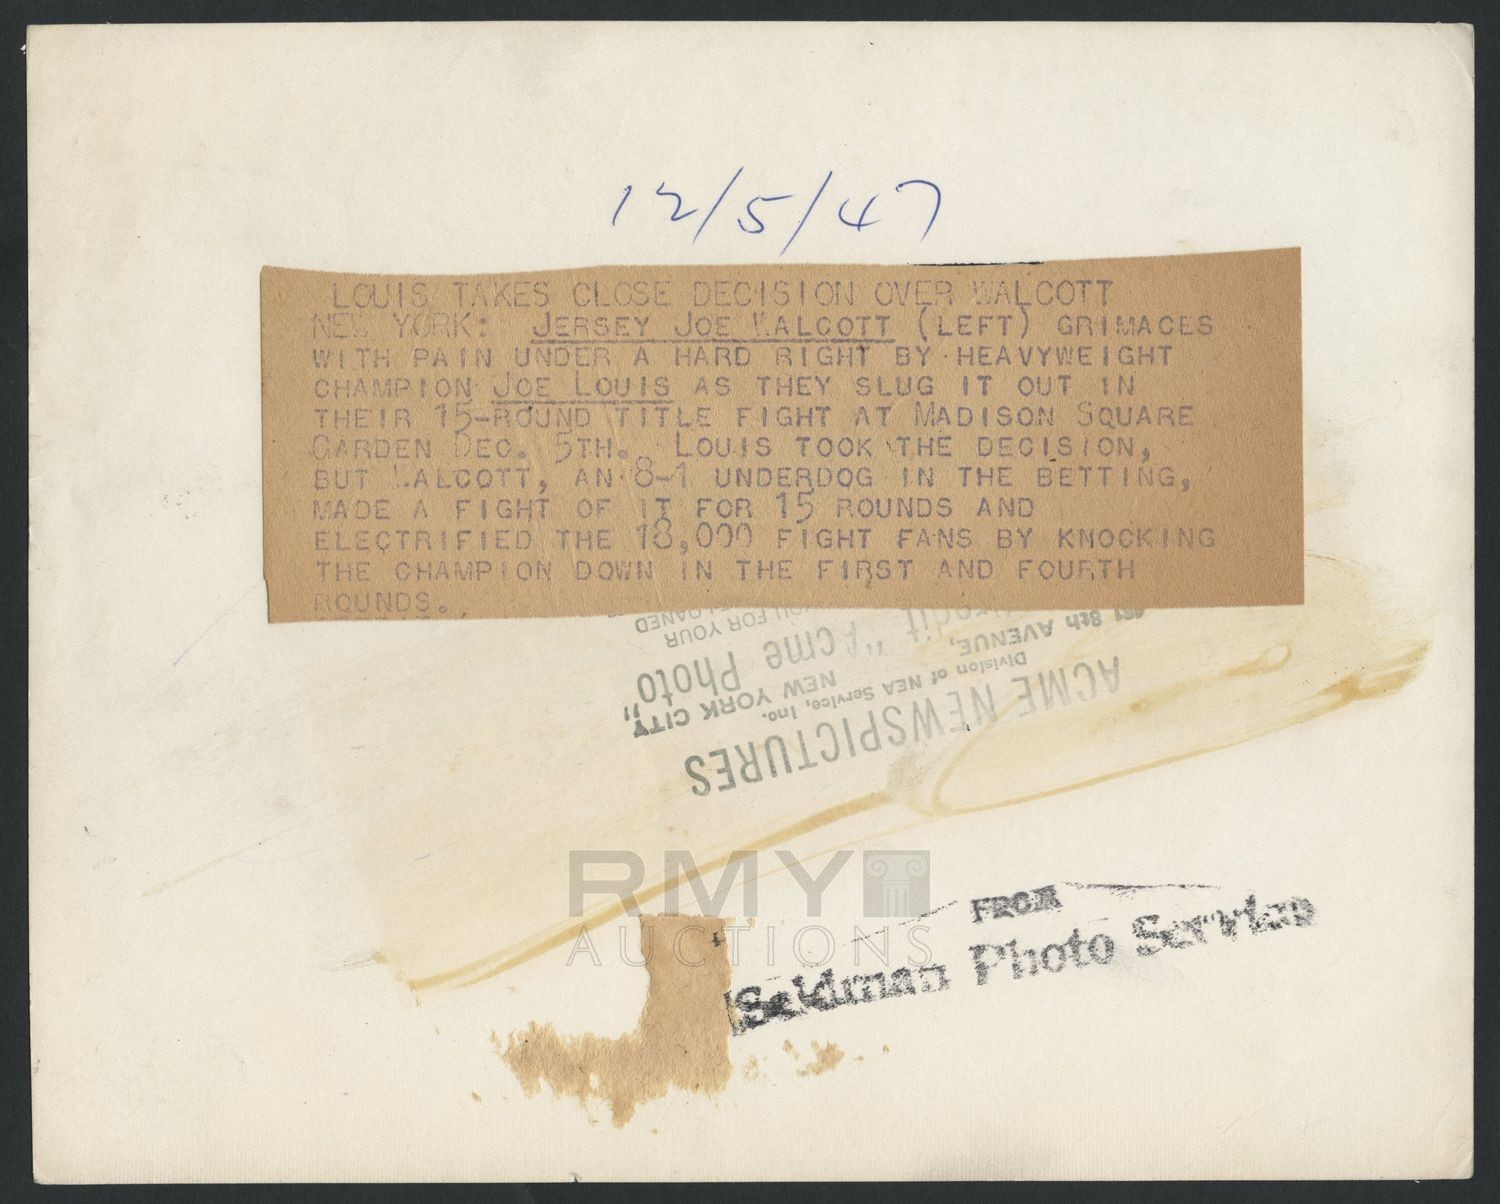 12/5/47
LOUIS TAKES CLOSE DECISION OVER WALCOTT
NEW YORK: JERSEY JOE WALCOTT (LEFT) GRIMACES
WITH PAIN UNDER A HARD RIGHT BY HEAVYWEIGHT
CHAMPION JOE LOUIS AS THEY SLUG IT OUT IN
THEIR 15-ROUND TITLE FIGHT AT MADISON SQUARE
GARDEN DEC. 5TH. LOUIS TOOK THE DECISION,
BUT WALCOTT, AN 8-1 UNDERDOG IN THE BETTING,
MADE A FIGHT OF IT FOR 15 ROUNDS AND
ELECTRIFIED THE 18,000 FIGHT FANS BY KNOCKING
THE CHAMPION DOWN IN THE FIRST AND FOURTH
ROUNDS.
ACME NEWSPICTURES
Division of NEA Service, Inc.
8th AVENUE, NEW YORK CITY
Credit "Acme Photo"
YOU FOR YOUR
LOANED
RMY
AUCTIONS
FROM
Seidman Photo Service